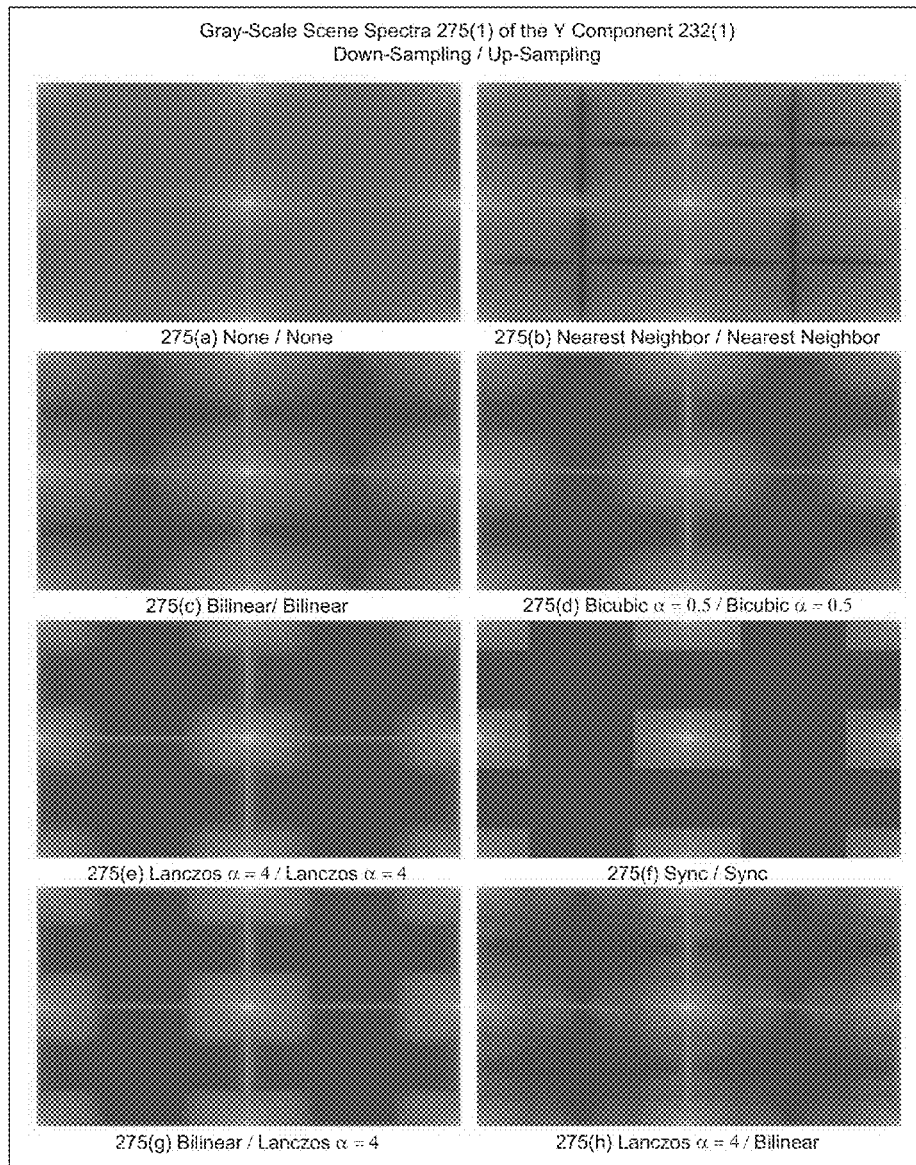 Gray-Scale Scene Spectra 275(1) of the Y Component 232(1)
Down-Sampling / Up-Sampling
275(a) None / None
275(b) Nearest Neighbor / Nearest Neighbor
275(c) Bilinear/ Bilinear
275(d) Bicubic α = 0.5 / Bicubic α = 0.5
275(e) Lanczos α = 4 / Lanczos α = 4
275(f) Sync / Sync
275(g) Bilinear / Lanczos α = 4
275(h) Lanczos α = 4 / Bilinear